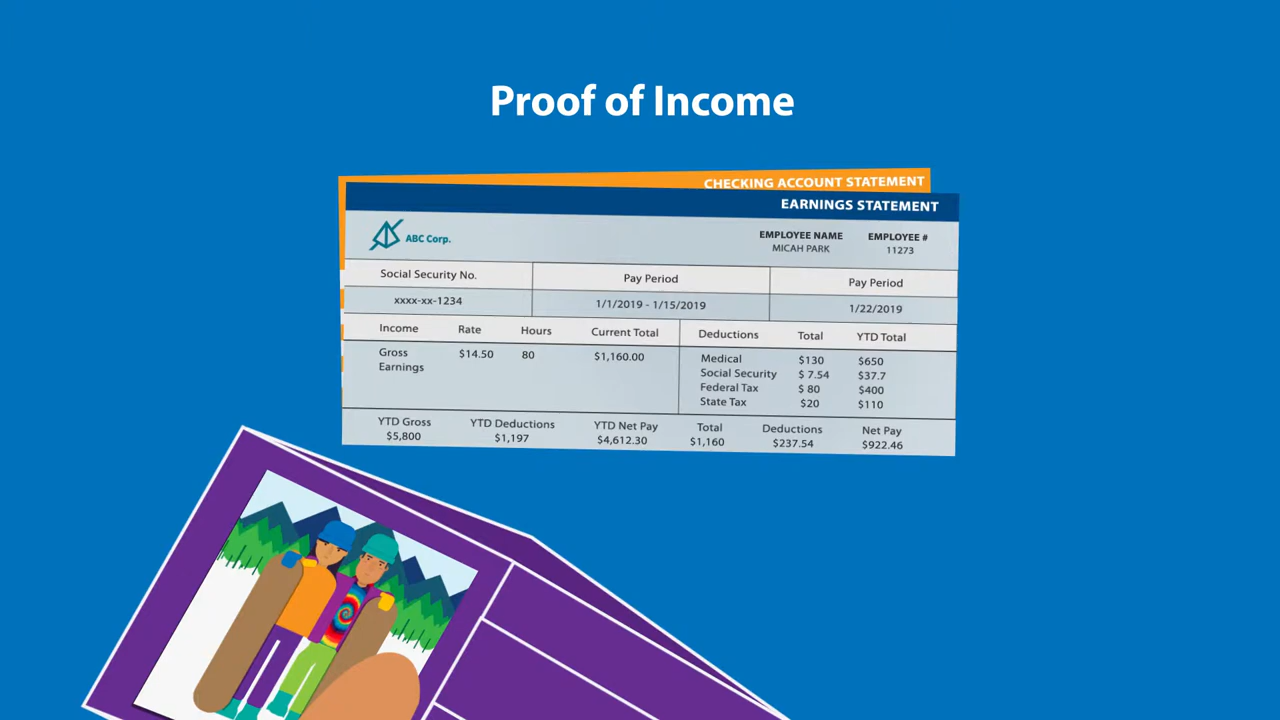 Proof of Income
CHECKING ACCOUNT STATEMENT
EARNINGS STATEMENT
ABC Corp.
EMPLOYEE NAME EMPLOYEE #
MICAH PARK 11273
Social Security No. Pay Period Pay Period
xxxx-xx-1234 1/1/2019 - 1/15/2019 1/22/2019
Income Rate Hours Current Total Deductions Total YTD Total
Gross Earnings $14.50 80 $1,160.00
Medical $130 $650
Social Security $ 7.54 $37.7
Federal Tax $ 80 $400
State Tax $20 $110
YTD Gross YTD Deductions YTD Net Pay Total Deductions Net Pay
$5,800 $1,197 $4,612.30 $1,160 $237.54 $922.46